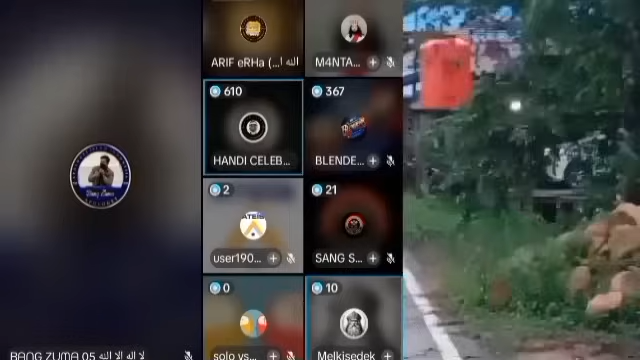 ARIF eRHa (... الله ا
M4NTA...
610
367
HANDI CELEB...
BLENDE...
2
21
user190...
SANG S...
0
10
BANG ZUMA 05 لا اله الا الله
solo vs...
Melkisedek